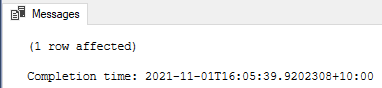 Messages
(1 row affected)
Completion time: 2021-11-01T16:05:39.9202308+10:00